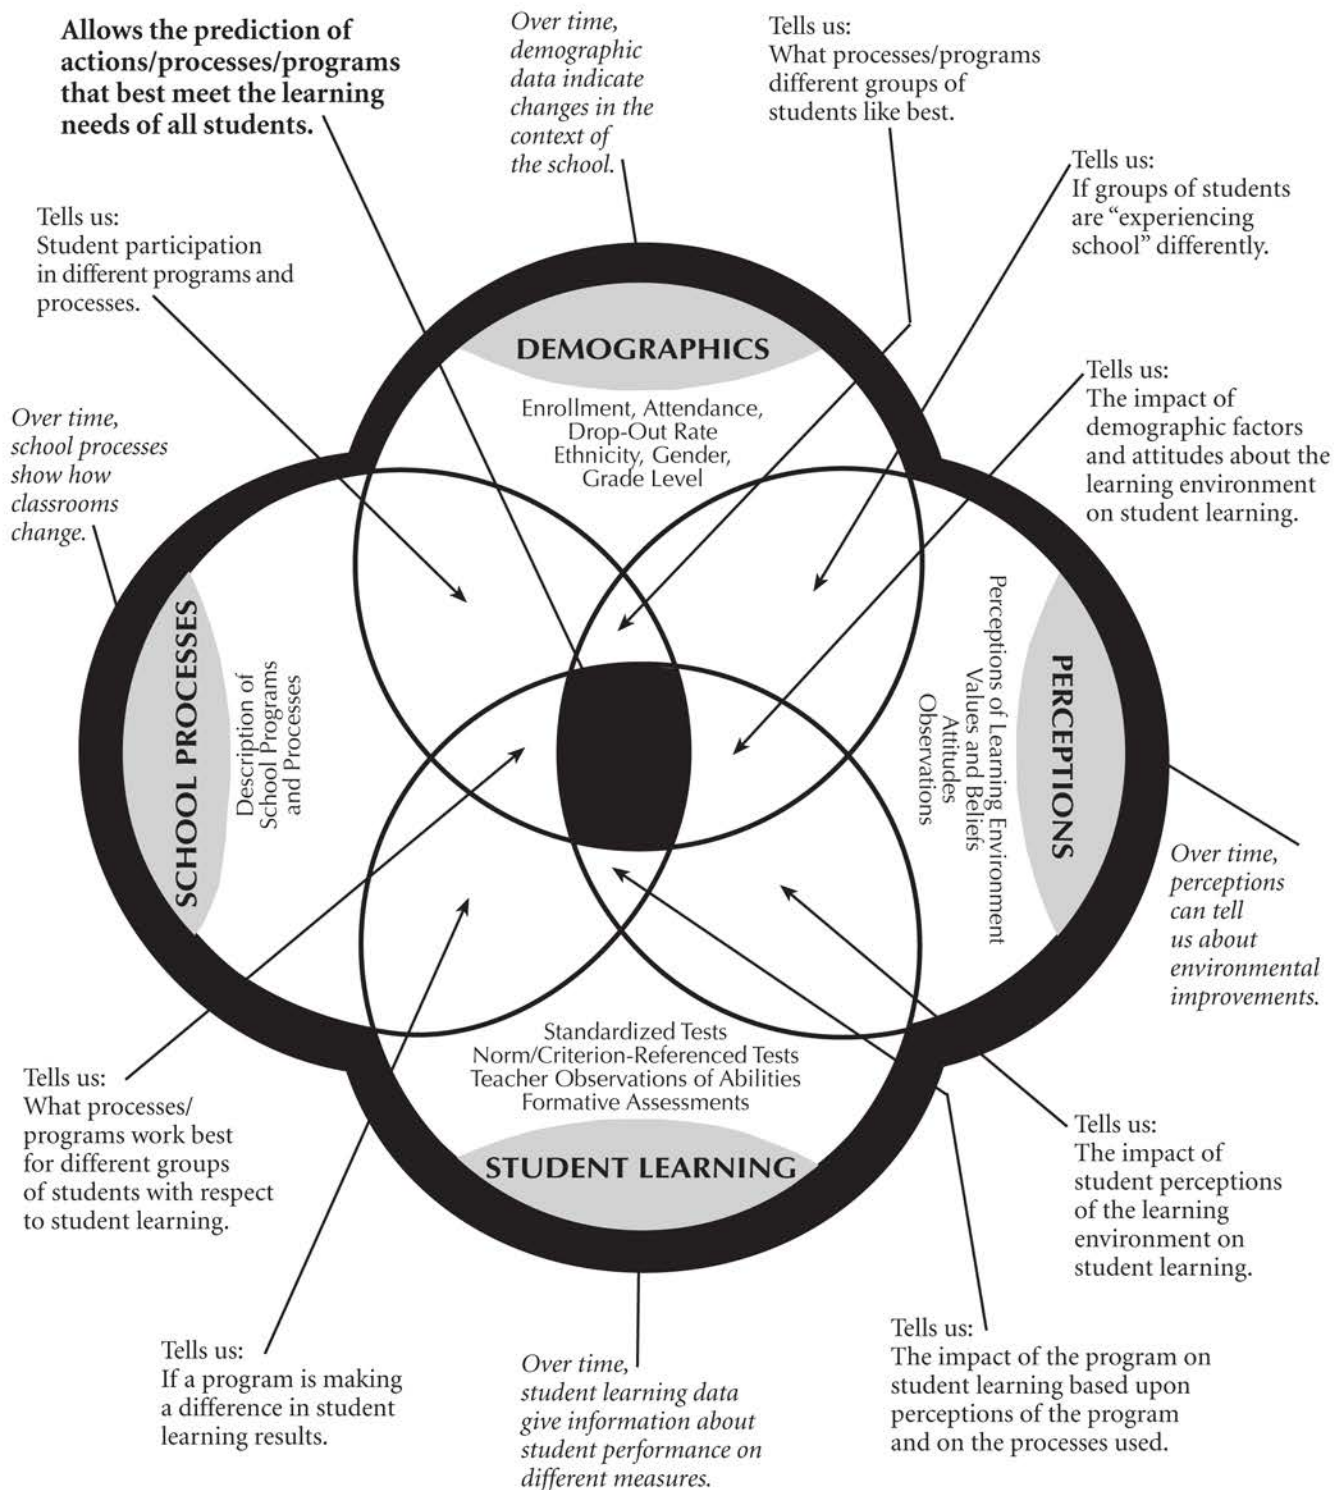 Allows the prediction of
actions/processes/programs
that best meet the learning
needs of all students.
Over time,
demographic
data indicate
changes in the
context of
the school.
Tells us:
What processes/programs
different groups of
students like best.
Tells us:
If groups of students
are “experiencing
school” differently.
Tells us:
Student participation
in different programs and
processes.
DEMOGRAPHICS
Enrollment, Attendance,
Drop-Out Rate
Ethnicity, Gender,
Grade Level
Tells us:
The impact of
demographic factors
and attitudes about the
learning environment
on student learning.
Over time,
school processes
show how
classrooms
change.
SCHOOL PROCESSES
Description of
School Programs
and Processes
PERCEPTIONS
Perceptions of Learning Environment
Values and Beliefs
Attitudes
Observations
Over time,
perceptions
can tell
us about
environmental
improvements.
Standardized Tests
Norm/Criterion-Referenced Tests
Teacher Observations of Abilities
Formative Assessments
STUDENT LEARNING
Tells us:
What processes/
programs work best
for different groups
of students with respect
to student learning.
Tells us:
The impact of
student perceptions
of the learning
environment on
student learning.
Tells us:
If a program is making
a difference in student
learning results.
Over time,
student learning data
give information about
student performance on
different measures.
Tells us:
The impact of the program on
student learning based upon
perceptions of the program
and on the processes used.